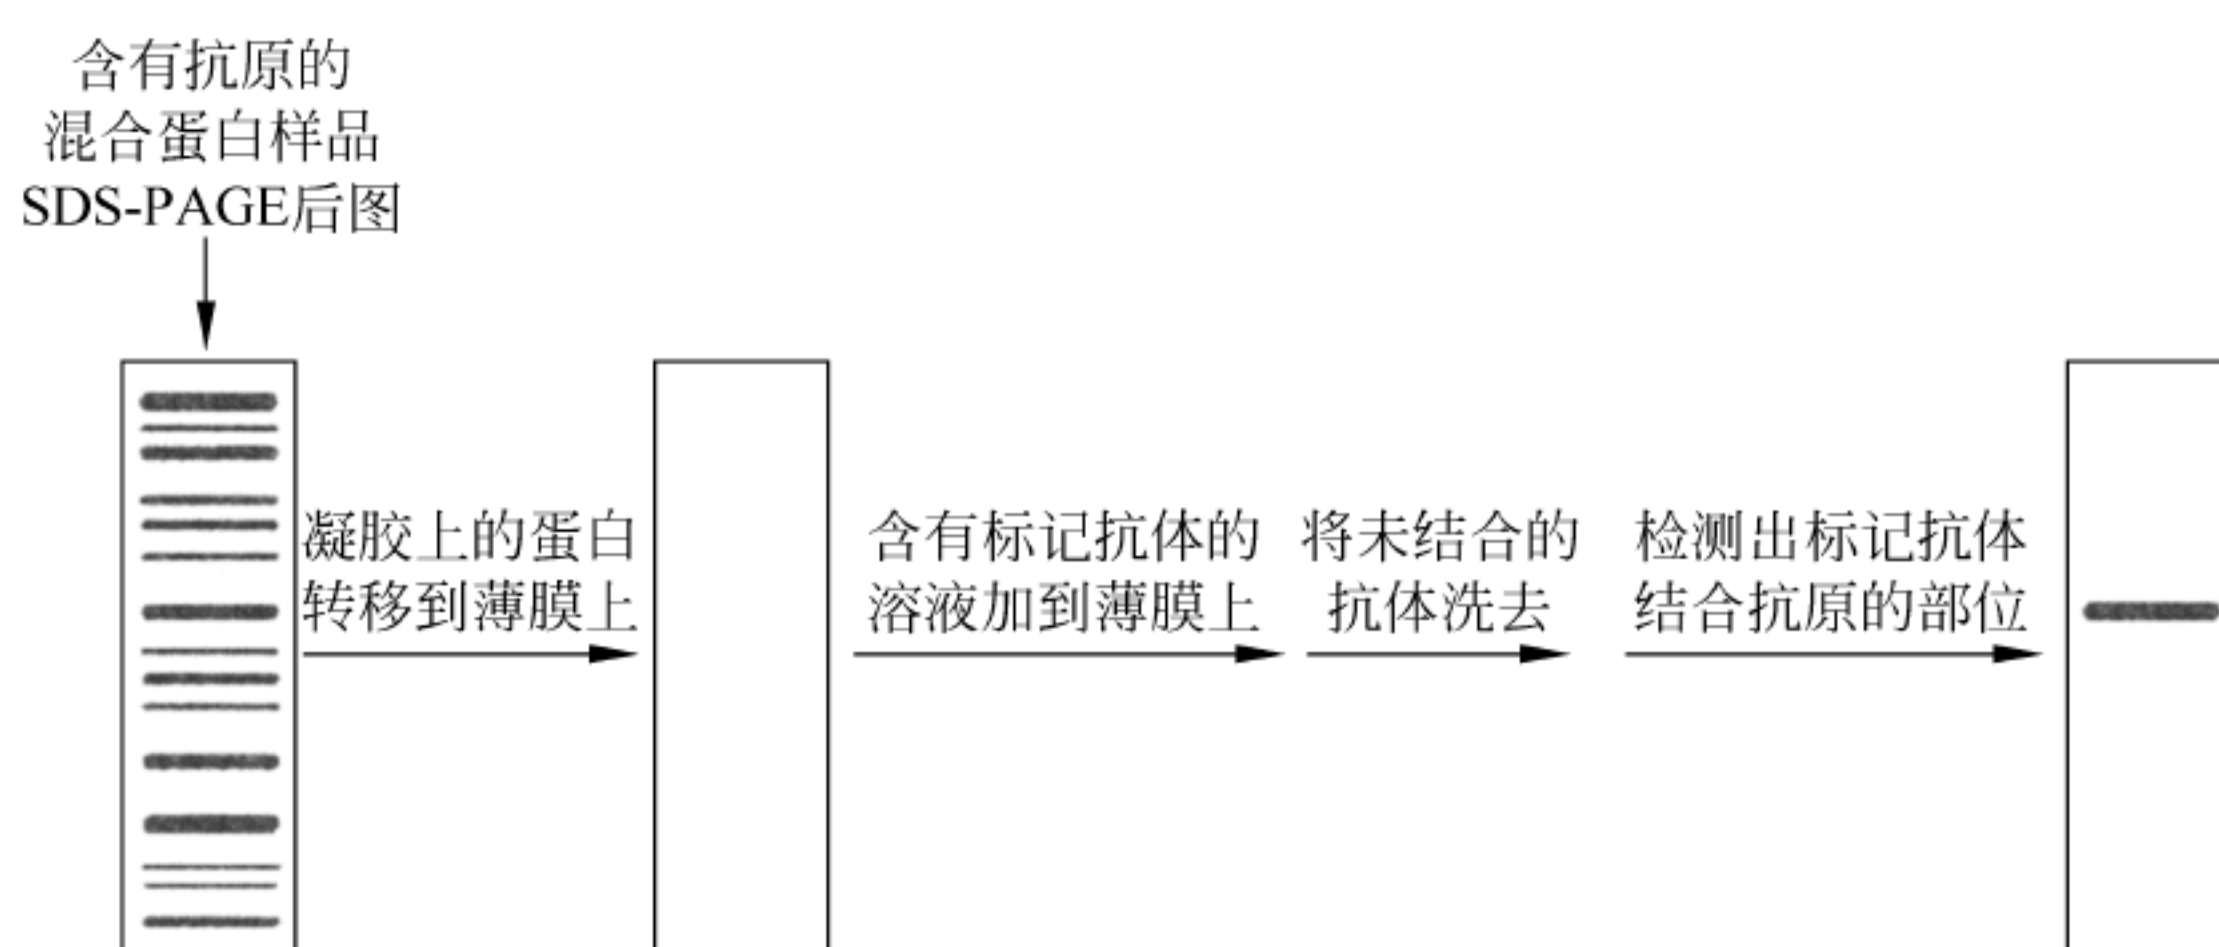 含有抗原的
混合蛋白样品
SDS-PAGE后图
凝胶上的蛋白
转移到薄膜上
含有标记抗体的
溶液加到薄膜上
将未结合的
抗体洗去
检测出标记抗体
结合抗原的部位